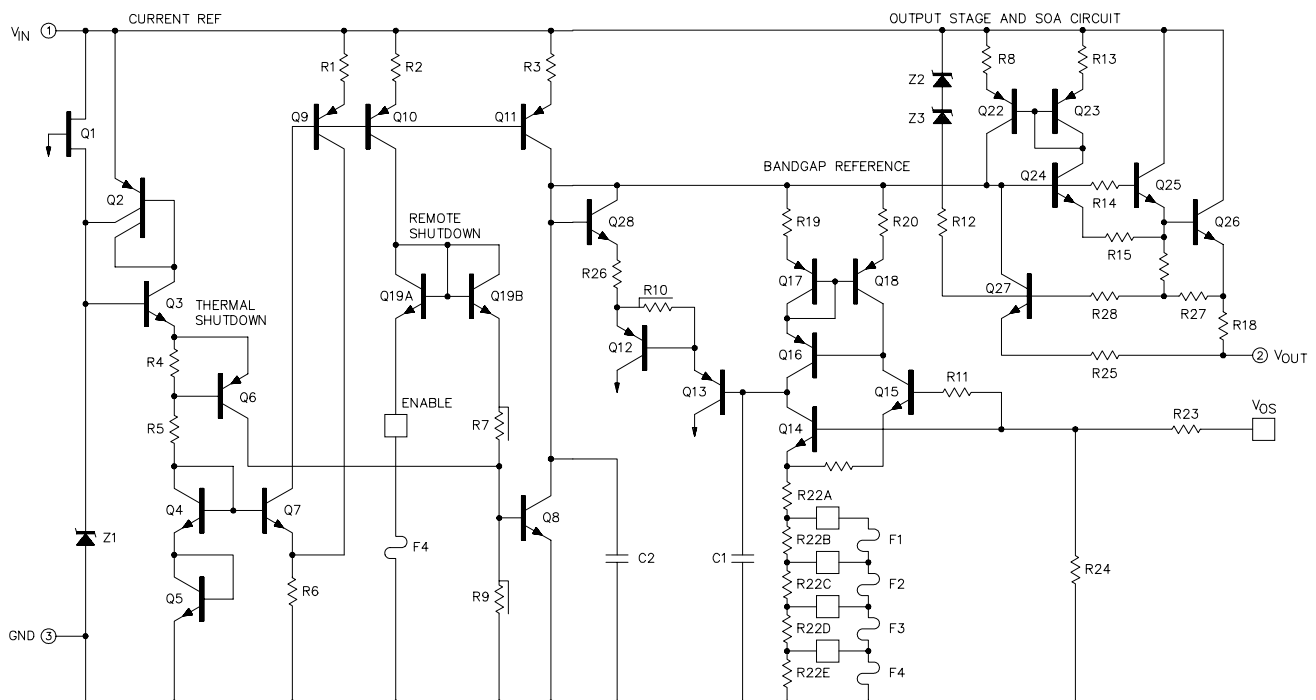 CURRENT REF
OUTPUT STAGE AND SOA CIRCUIT
VIN 1
R1
R2
R3
Z2
R8
R13
Z3
Q1
Q9
Q10
Q11
Q22
Q23
BANDGAP REFERENCE
Q2
Q24
R14
Q25
REMOTE
SHUTDOWN
Q28
R19
R20
R12
R15
Q26
Q3
THERMAL
SHUTDOWN
Q19A
Q19B
R26
R10
Q17
Q18
Q27
R28
R27
R18
R4
Q12
Q16
R25
2 VOUT
Q6
ENABLE
Q13
Q15
R11
R5
R7
Q14
R23
VOS
Q4
Q7
Q8
R22A
Z1
F4
C2
C1
R22B
F1
R24
Q5
R6
R9
R22C
F2
GND 3
R22D
F3
R22E
F4